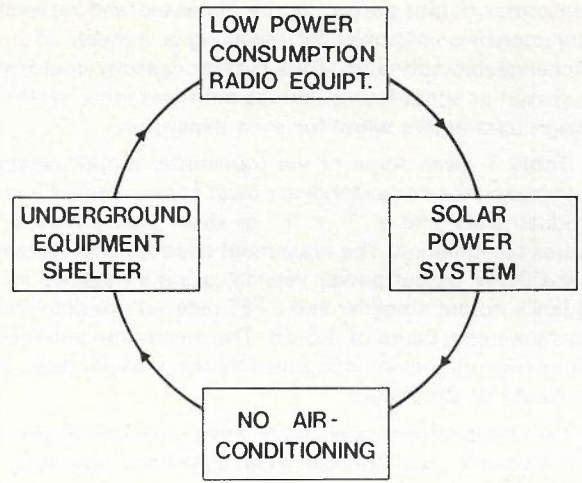 LOW POWER
CONSUMPTION
RADIO EQUIPT.
UNDERGROUND
EQUIPMENT
SHELTER
SOLAR
POWER
SYSTEM
NO AIR-
CONDITIONING